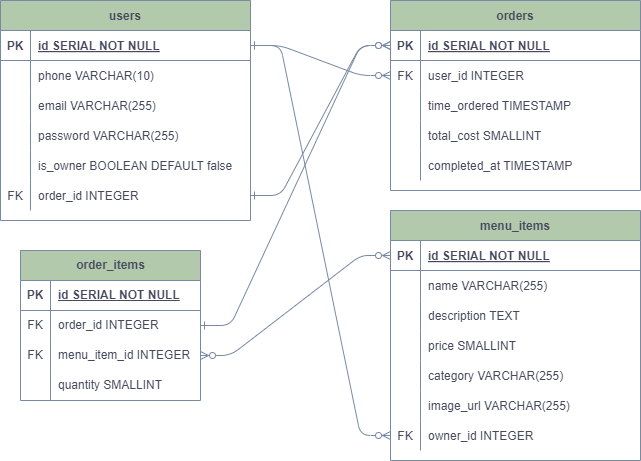 users
PK id SERIAL NOT NULL
phone VARCHAR(10)
email VARCHAR(255)
password VARCHAR(255)
is_owner BOOLEAN DEFAULT false
FK order_id INTEGER
orders
PK id SERIAL NOT NULL
FK user_id INTEGER
time_ordered TIMESTAMP
total_cost SMALLINT
completed_at TIMESTAMP
order_items
PK id SERIAL NOT NULL
FK order_id INTEGER
FK menu_item_id INTEGER
quantity SMALLINT
menu_items
PK id SERIAL NOT NULL
name VARCHAR(255)
description TEXT
price SMALLINT
category VARCHAR(255)
image_url VARCHAR(255)
FK owner_id INTEGER